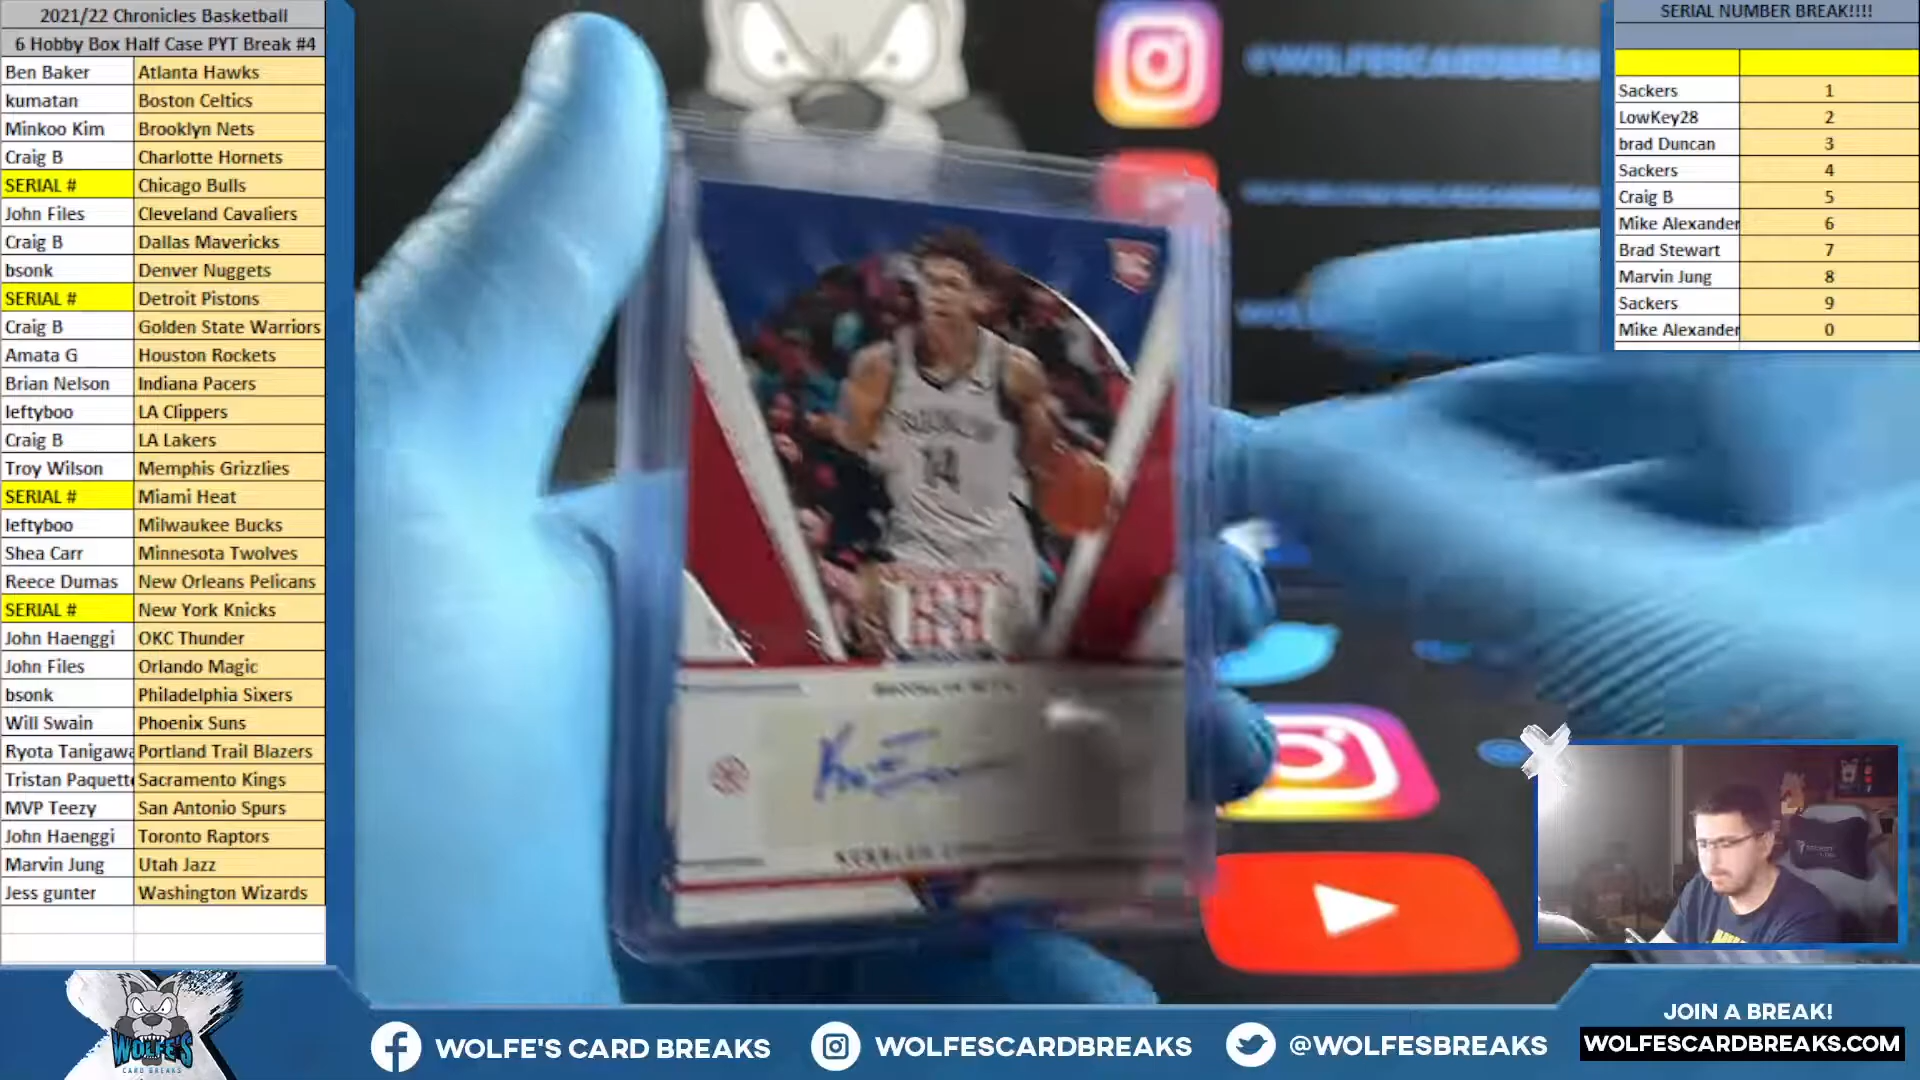 2021/22 Chronicles Basketball
6 Hobby Box Half Case PYT Break #4
Ben Baker Atlanta Hawks
kumatan Boston Celtics
Minkoo Kim Brooklyn Nets
Craig B Charlotte Hornets
SERIAL # Chicago Bulls
John Files Cleveland Cavaliers
Craig B Dallas Mavericks
bsonk Denver Nuggets
SERIAL # Detroit Pistons
Craig B Golden State Warriors
Amata G Houston Rockets
Brian Nelson Indiana Pacers
leftyboo LA Clippers
Craig B LA Lakers
Troy Wilson Memphis Grizzlies
SERIAL # Miami Heat
leftyboo Milwaukee Bucks
Shea Carr Minnesota Twolves
Reece Dumas New Orleans Pelicans
SERIAL # New York Knicks
John Haenggi OKC Thunder
John Files Orlando Magic
bsonk Philadelphia Sixers
Will Swain Phoenix Suns
Ryota Tanigawa Portland Trail Blazers
Tristan Paquette Sacramento Kings
MVP Teezy San Antonio Spurs
John Haenggi Toronto Raptors
Marvin Jung Utah Jazz
Jess gunter Washington Wizards
@WOLFESCARDBREA
BROOKLYN
14
SERIAL NUMBER BREAK!!!!
Sackers 1
LowKey28 2
brad Duncan 3
Sackers 4
Craig B 5
Mike Alexander 6
Brad Stewart 7
Marvin Jung 8
Sackers 9
Mike Alexander 0
WOLFE'S
CARD BREAKS
WOLFE'S CARD BREAKS
WOLFESCARDBREAKS
@WOLFESBREAKS
JOIN A BREAK!
WOLFESCARDBREAKS.COM